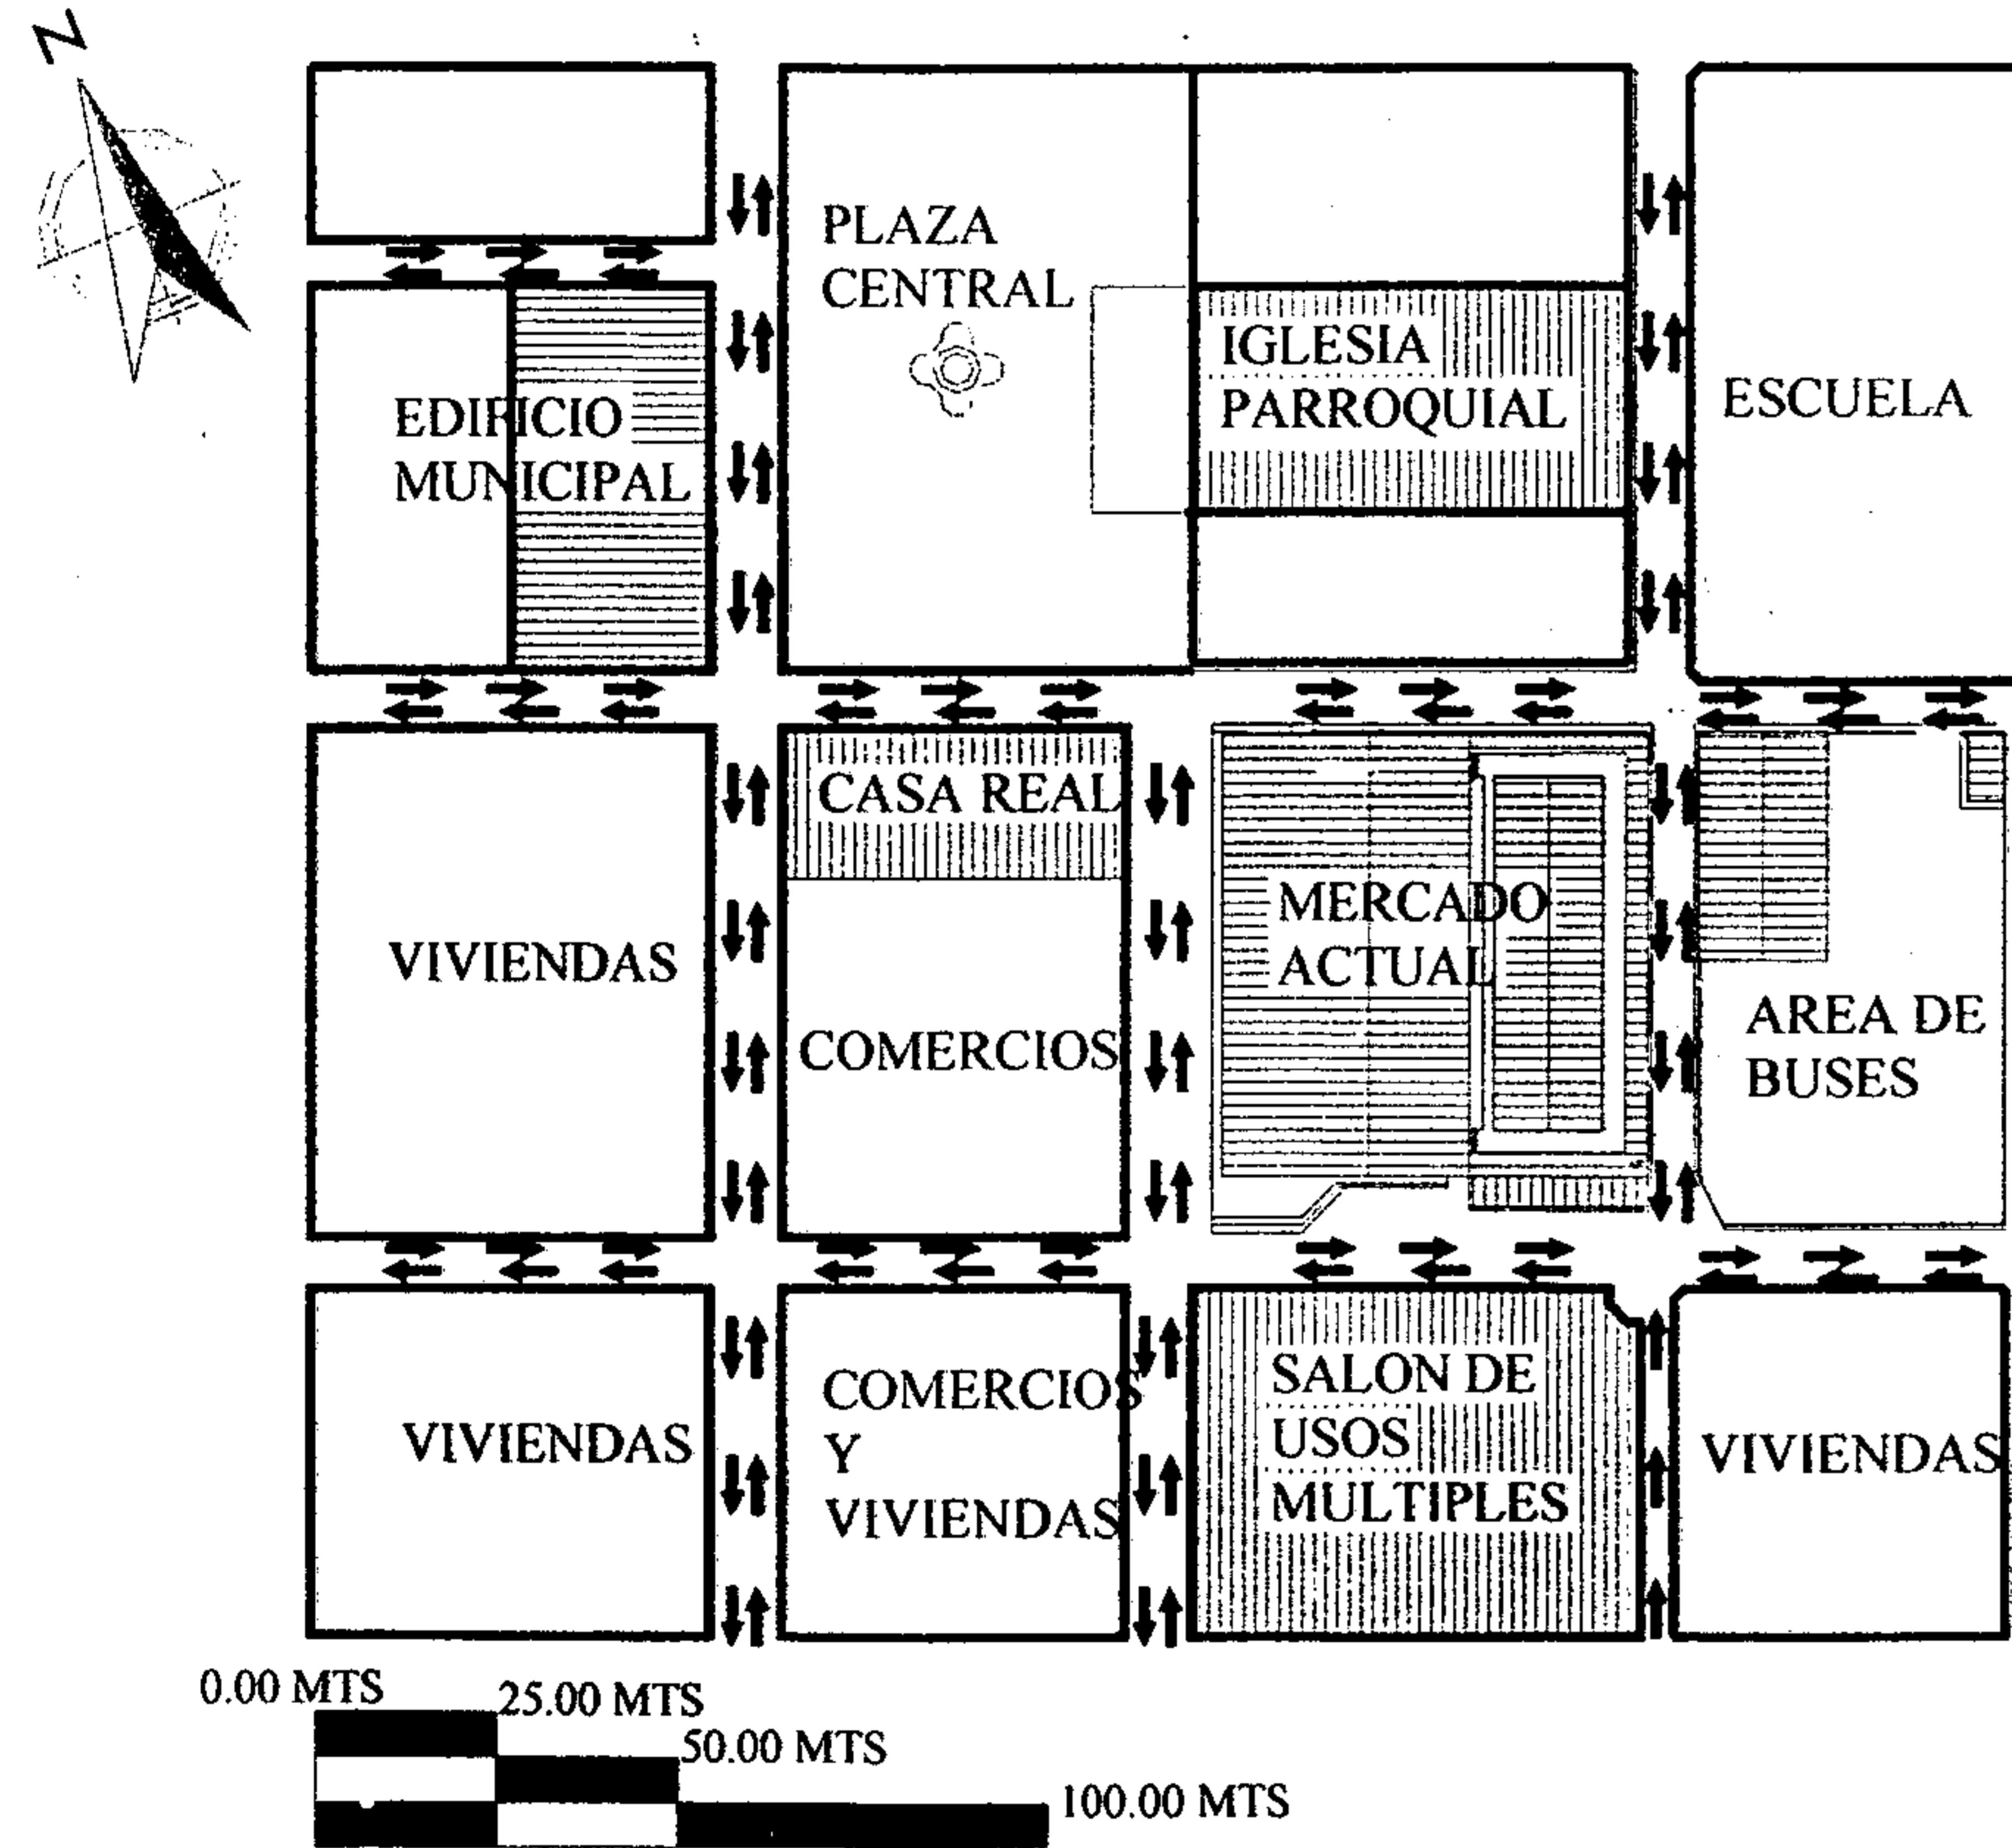 N
PLAZA
CENTRAL
IGLESIA
PARROQUIAL
ESCUELA
EDIFICIO
MUNICIPAL
CASA REAL
MERCADO
ACTUAL
VIVIENDAS
COMERCIOS
AREA DE
BUSES
SALON DE
USOS
MULTIPLES
COMERCIOS
Y
VIVIENDAS
VIVIENDAS
VIVIENDAS
0.00 MTS
25.00 MTS
50.00 MTS
100.00 MTS